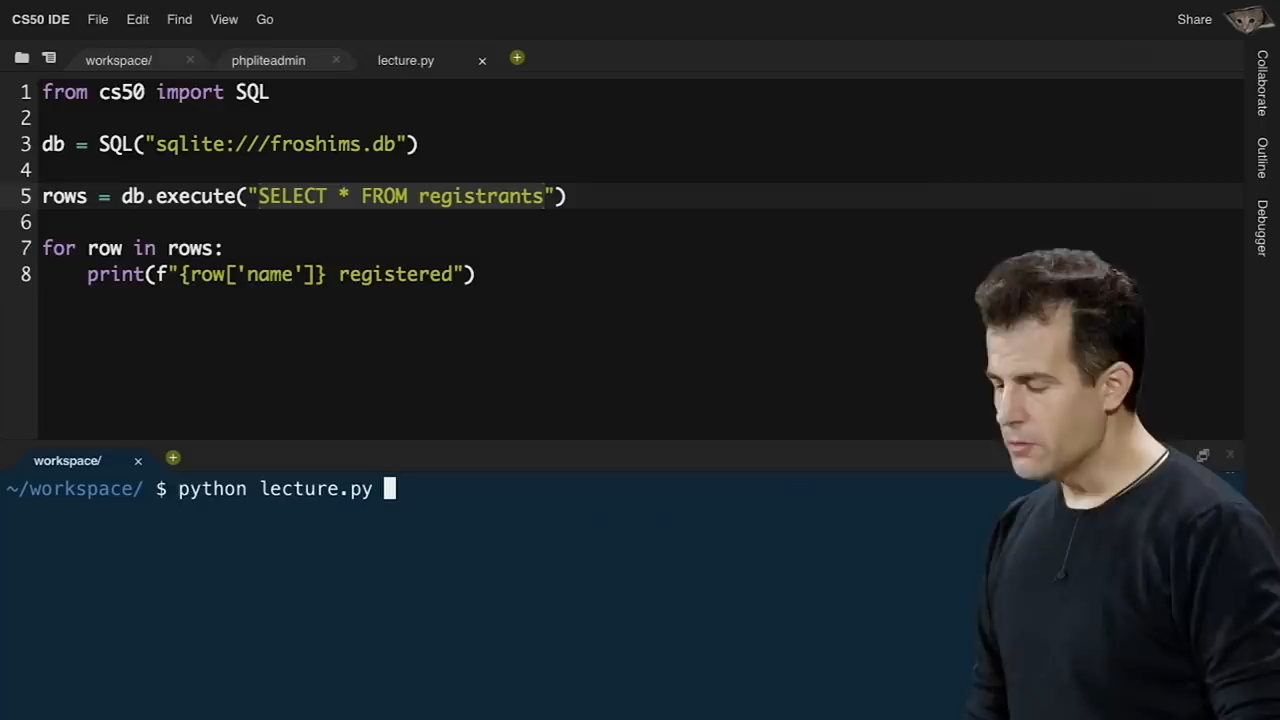 CS50 IDE File Edit Find View Go Share
workspace/ phpliteadmin lecture.py
1 from cs50 import SQL
2
3 db = SQL("sqlite:///froshims.db")
4
5 rows = db.execute("SELECT * FROM registrants")
6
7 for row in rows:
8 print(f"{row['name']} registered")
Collaborate
Outline
Debugger
workspace/
~/workspace/ $ python lecture.py